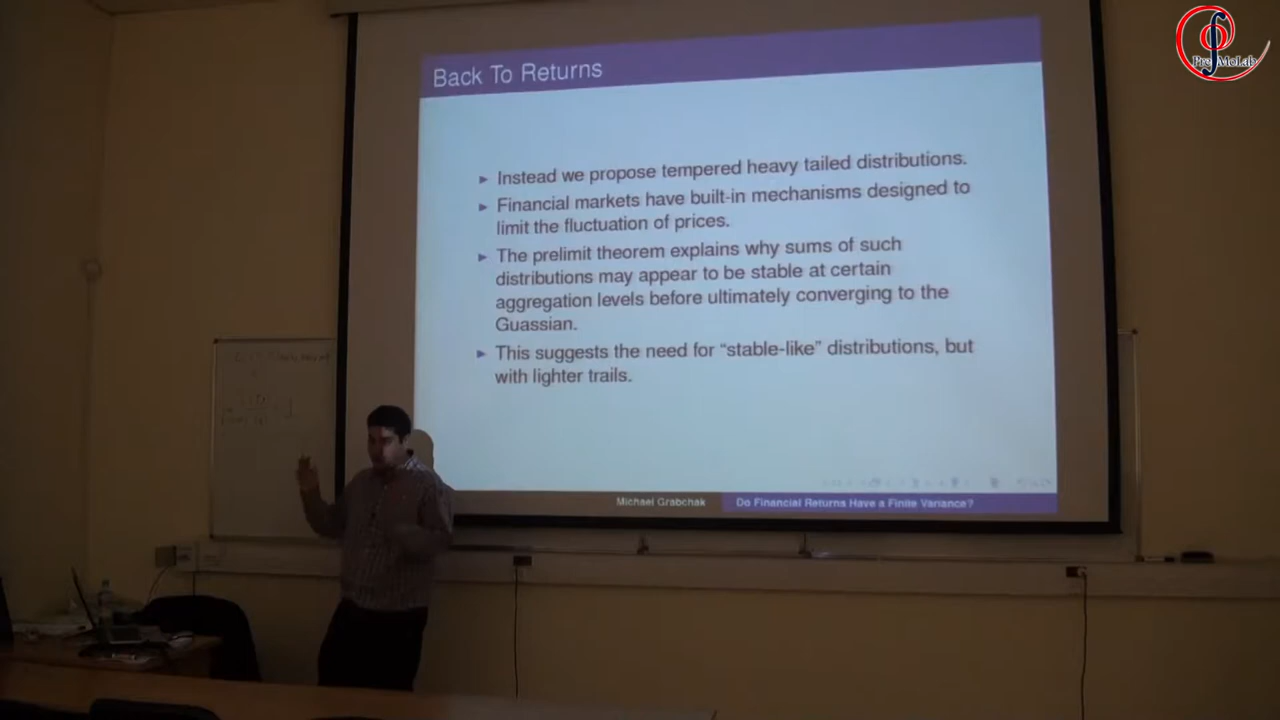 PreMoLab
Back To Returns
Instead we propose tempered heavy tailed distributions.
Financial markets have built-in mechanisms designed to
limit the fluctuation of prices.
The prelimit theorem explains why sums of such
distributions may appear to be stable at certain
aggregation levels before ultimately converging to the
Guassian.
This suggests the need for “stable-like” distributions, but
with lighter trails.
Michael Grabchak
Do Financial Returns Have a Finite Variance?